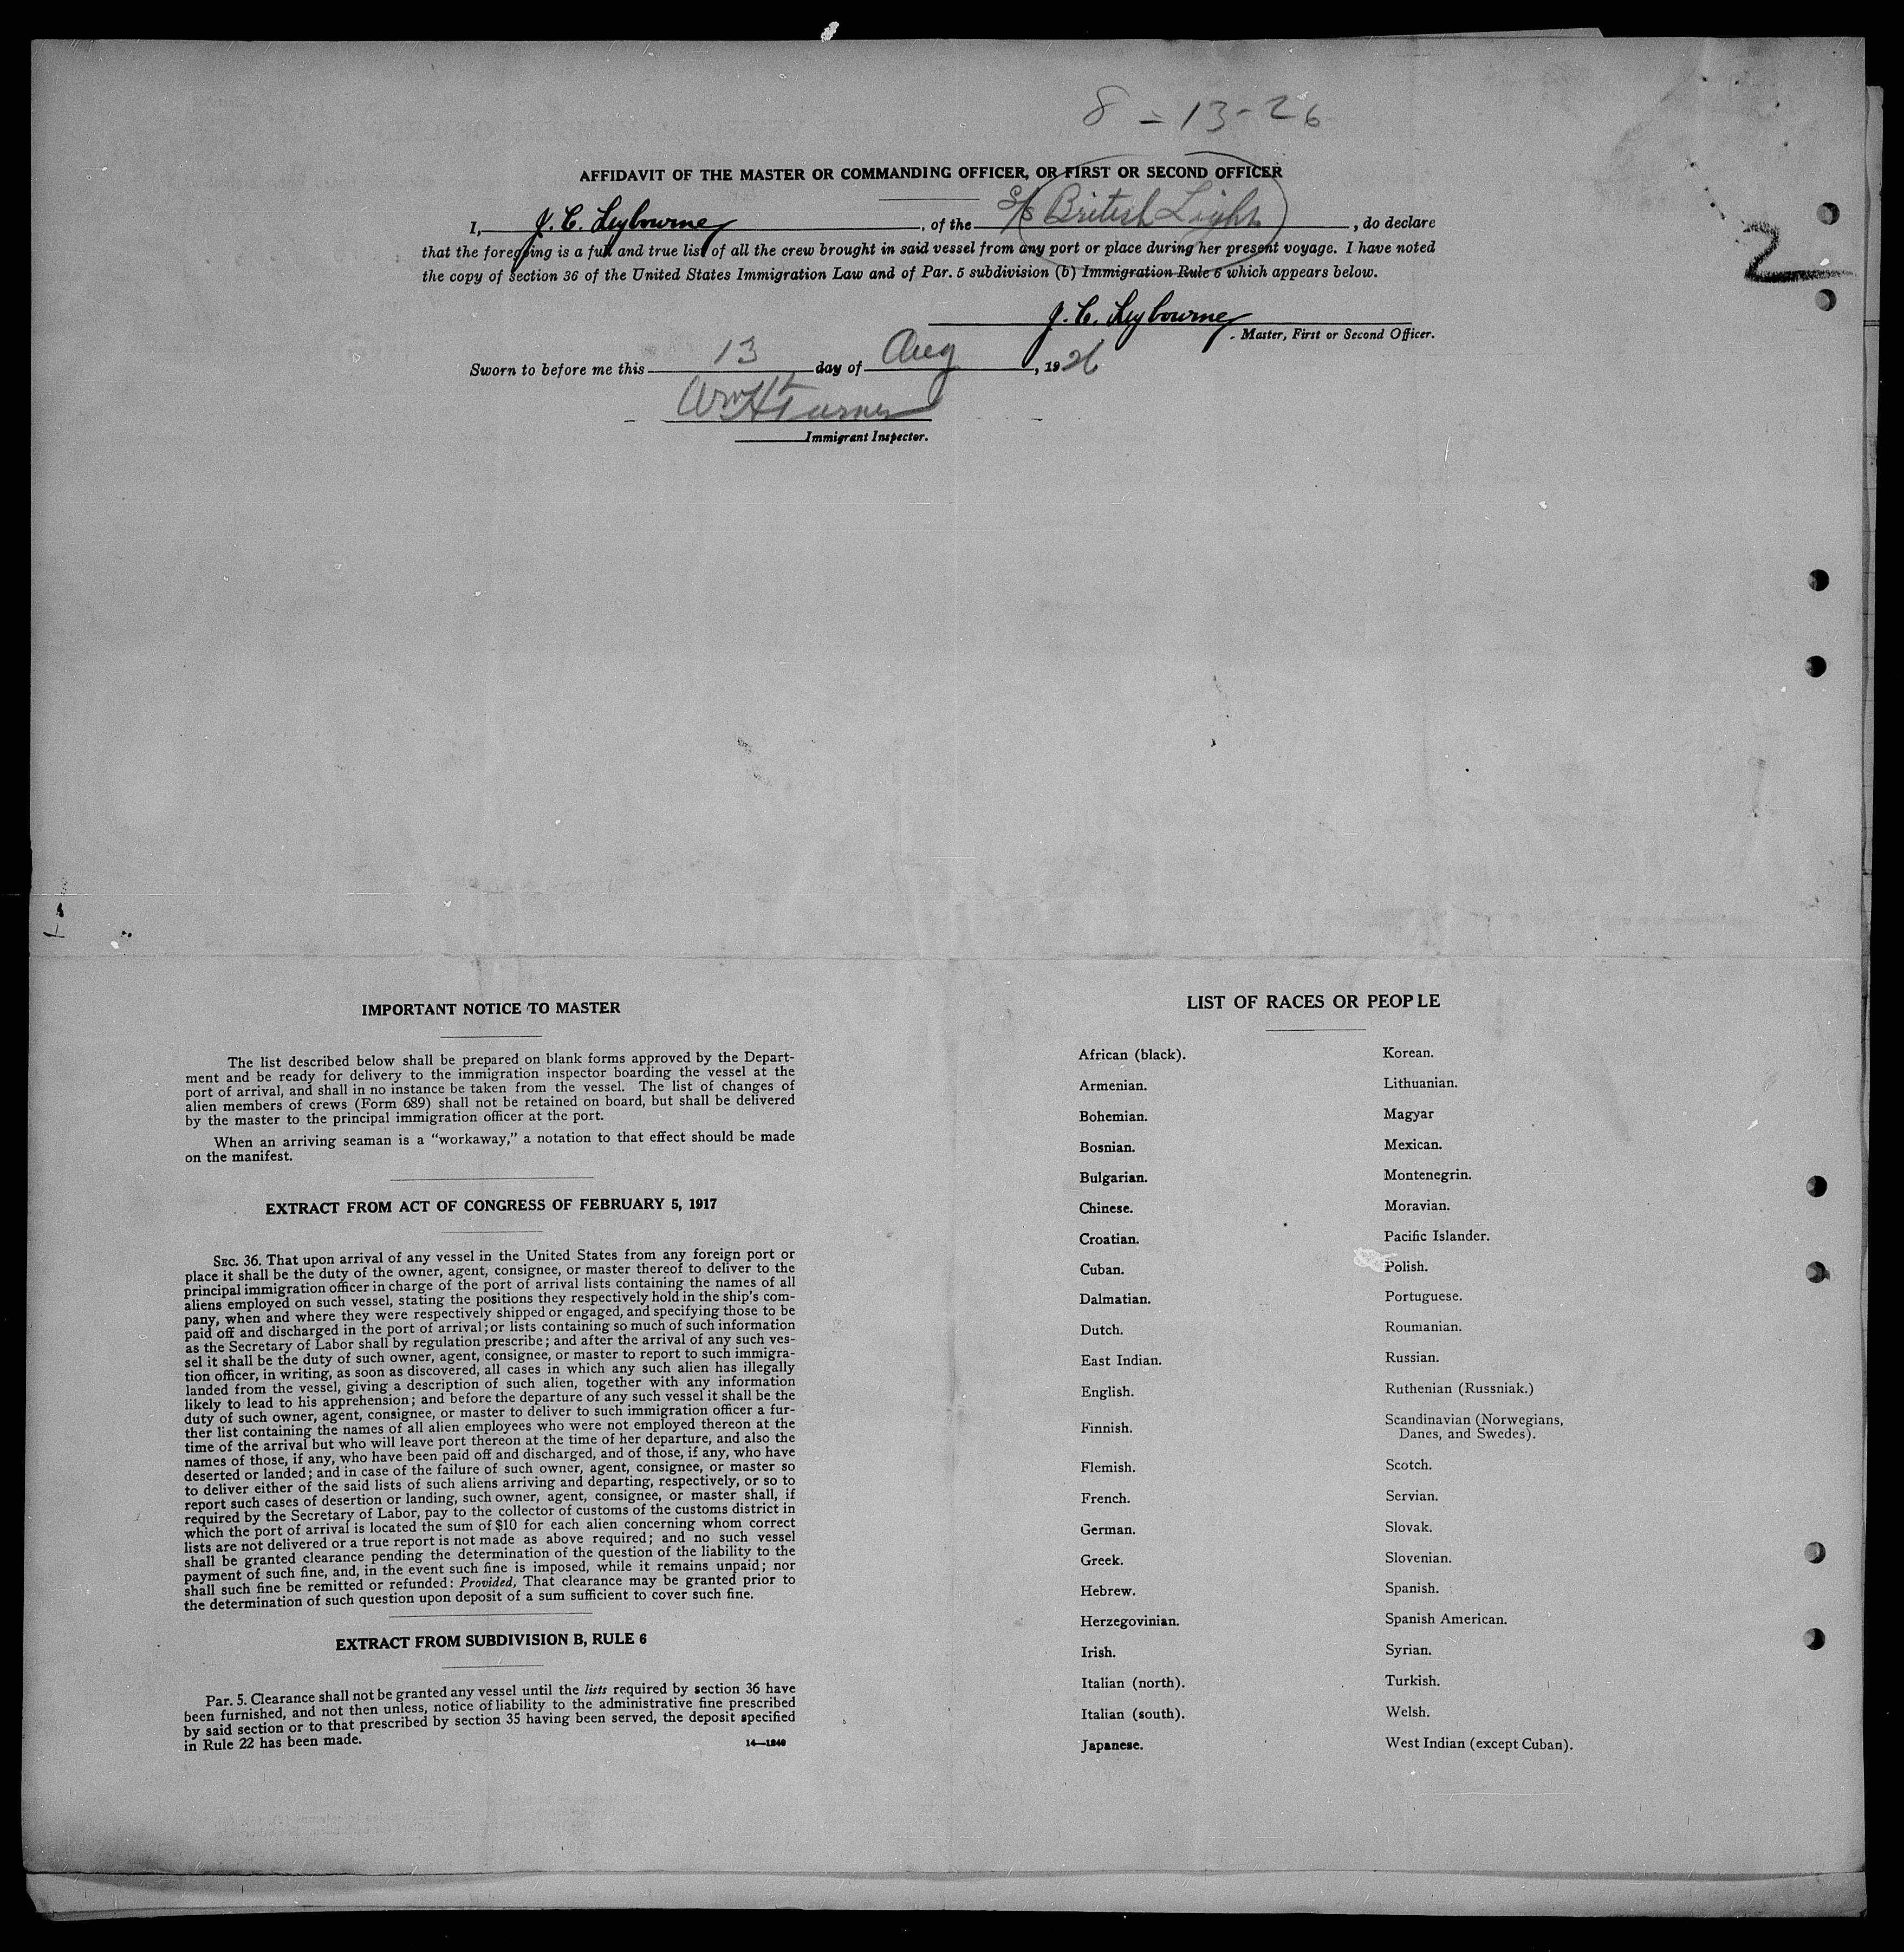 8 - 13 - 26
AFFIDAVIT OF THE MASTER OR COMMANDING OFFICER, OR FIRST OR SECOND OFFICER
I, J. C. Leybourne, of the S/S British Light, do declare
that the foregoing is a full and true list of all the crew brought in said vessel from any port or place during her present voyage. I have noted
the copy of section 36 of the United States Immigration Law and of Par. 5 subdivision (b) Immigration Rule 6 which appears below.
2
J. C. Leybourne
Master, First or Second Officer.
Sworn to before me this 13 day of Aug, 1926
Wm H Turner
Immigrant Inspector.
IMPORTANT NOTICE TO MASTER
The list described below shall be prepared on blank forms approved by the Depart-
ment and be ready for delivery to the immigration inspector boarding the vessel at the
port of arrival, and shall in no instance be taken from the vessel. The list of changes of
alien members of crews (Form 689) shall not be retained on board, but shall be delivered
by the master to the principal immigration officer at the port.
When an arriving seaman is a "workaway," a notation to that effect should be made
on the manifest.
EXTRACT FROM ACT OF CONGRESS OF FEBRUARY 5, 1917
SEC. 36. That upon arrival of any vessel in the United States from any foreign port or
place it shall be the duty of the owner, agent, consignee, or master thereof to deliver to the
principal immigration officer in charge of the port of arrival lists containing the names of all
aliens employed on such vessel, stating the positions they respectively hold in the ship's com-
pany, when and where they were respectively shipped or engaged, and specifying those to be
paid off and discharged in the port of arrival; or lists containing so much of such information
as the Secretary of Labor shall by regulation prescribe; and after the arrival of any such ves-
sel it shall be the duty of such owner, agent, consignee, or master to report to such immigra-
tion officer, in writing, as soon as discovered, all cases in which any such alien has illegally
landed from the vessel, giving a description of such alien, together with any information
likely to lead to his apprehension; and before the departure of any such vessel it shall be the
duty of such owner, agent, consignee, or master to deliver to such immigration officer a fur-
ther list containing the names of all alien employees who were not employed thereon at the
time of the arrival but who will leave port thereon at the time of her departure, and also the
names of those, if any, who have been paid off and discharged, and of those, if any, who have
deserted or landed; and in case of the failure of such owner, agent, consignee, or master so
to deliver either of the said lists of such aliens arriving and departing, respectively, or so to
report such cases of desertion or landing, such owner, agent, consignee, or master shall, if
required by the Secretary of Labor, pay to the collector of customs of the customs district in
which the port of arrival is located the sum of $10 for each alien concerning whom correct
lists are not delivered or a true report is not made as above required; and no such vessel
shall be granted clearance pending the determination of the question of the liability to the
payment of such fine, and, in the event such fine is imposed, while it remains unpaid; nor
shall such fine be remitted or refunded: Provided, That clearance may be granted prior to
the determination of such question upon deposit of a sum sufficient to cover such fine.
EXTRACT FROM SUBDIVISION B, RULE 6
Par. 5. Clearance shall not be granted any vessel until the lists required by section 36 have
been furnished, and not then unless, notice of liability to the administrative fine prescribed
by said section or to that prescribed by section 35 having been served, the deposit specified
in Rule 22 has been made.
14—1240
LIST OF RACES OR PEOPLE
African (black).
Armenian.
Bohemian.
Bosnian.
Bulgarian.
Chinese.
Croatian.
Cuban.
Dalmatian.
Dutch.
East Indian.
English.
Finnish.
Flemish.
French.
German.
Greek.
Hebrew.
Herzegovinian.
Irish.
Italian (north).
Italian (south).
Japanese.
Korean.
Lithuanian.
Magyar
Mexican.
Montenegrin.
Moravian.
Pacific Islander.
Polish.
Portuguese.
Roumanian.
Russian.
Ruthenian (Russniak.)
Scandinavian (Norwegians,
Danes, and Swedes).
Scotch.
Servian.
Slovak.
Slovenian.
Spanish.
Spanish American.
Syrian.
Turkish.
Welsh.
West Indian (except Cuban).